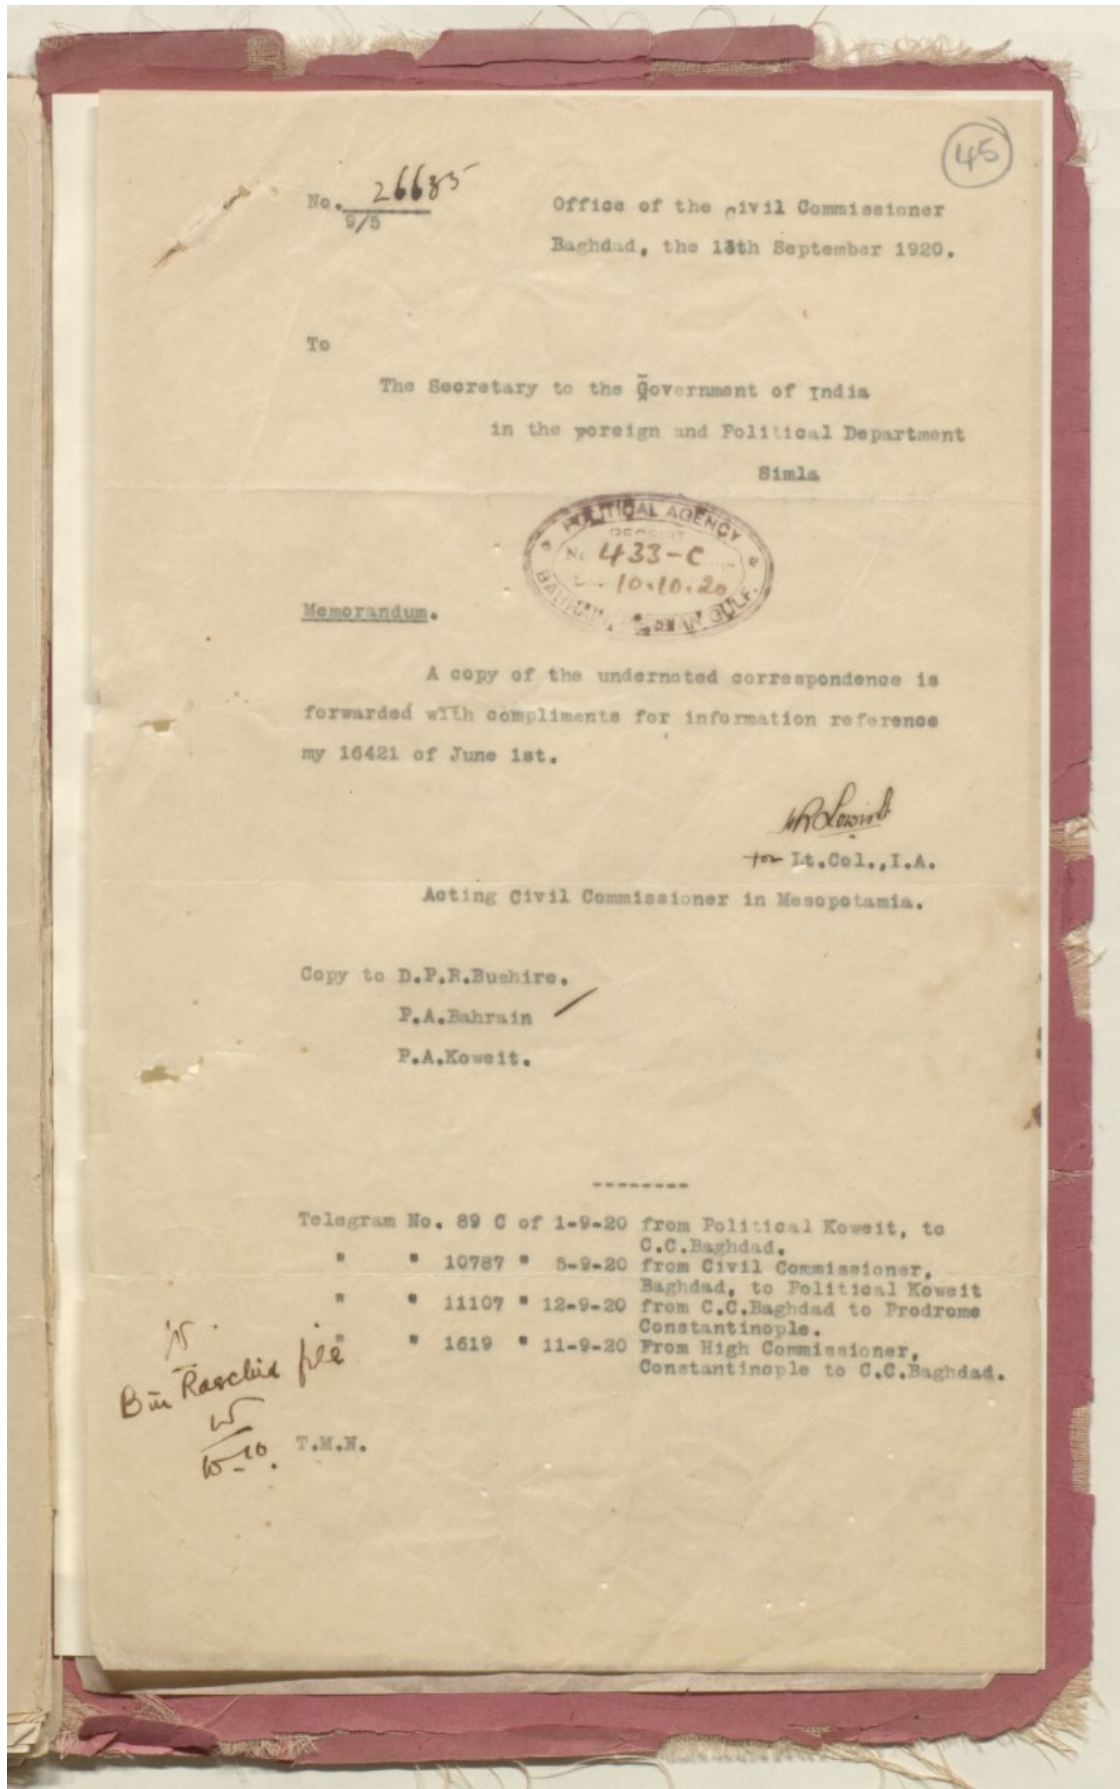 45
No. 26685
9/5
Office of the Civil Commissioner
Baghdad, the 13th September 1920.
To
The Secretary to the Government of India
in the Foreign and Political Department
Simla
POLITICAL AGENCY
RECEIPT
No 433-C
10.10.20
BAHRAIN PERSIAN GULF.
Memorandum.
A copy of the undernoted correspondence is
forwarded with compliments for information reference
my 16421 of June 1st.
for Lt.Col.,I.A.
Acting Civil Commissioner in Mesopotamia.
Copy to D.P.R.Bushire.
P.A.Bahrain
P.A.Koweit.
--------
Telegram No. 89 C of 1-9-20 from Political Koweit, to
C.C.Baghdad.
" " 10787 " 5-9-20 from Civil Commissioner,
Baghdad, to Political Koweit
" " 11107 " 12-9-20 from C.C.Baghdad to Prodrome
Constantinople.
" " 1619 " 11-9-20 From High Commissioner,
Constantinople to C.C.Baghdad.
Bin Raschid file
10-10.
T.M.N.